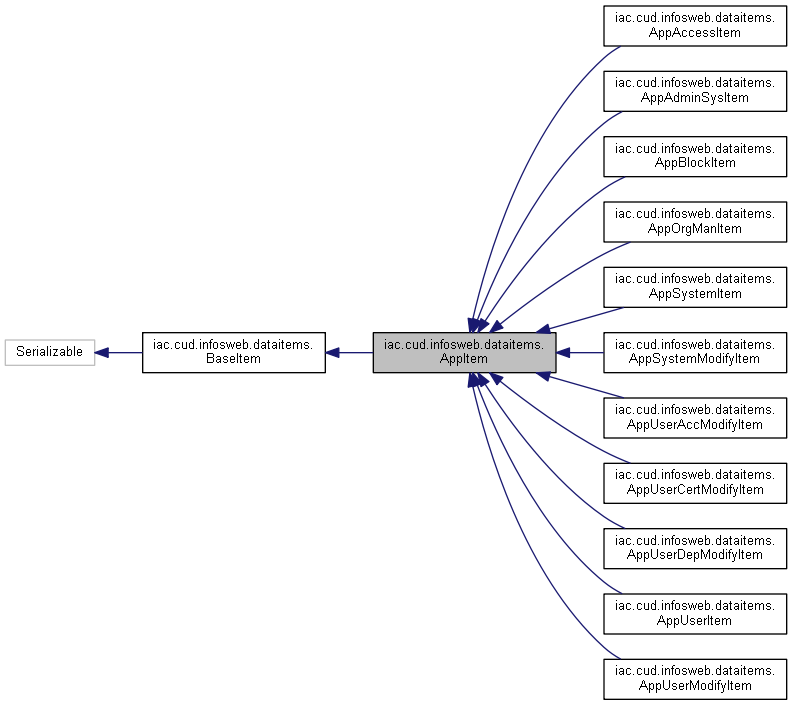 Serializable
iac.cud.infosweb.dataitems.
BaseItem
iac.cud.infosweb.dataitems.
AppItem
iac.cud.infosweb.dataitems.
AppAccessItem
iac.cud.infosweb.dataitems.
AppAdminSysItem
iac.cud.infosweb.dataitems.
AppBlockItem
iac.cud.infosweb.dataitems.
AppOrgManItem
iac.cud.infosweb.dataitems.
AppSystemItem
iac.cud.infosweb.dataitems.
AppSystemModifyItem
iac.cud.infosweb.dataitems.
AppUserAccModifyItem
iac.cud.infosweb.dataitems.
AppUserCertModifyItem
iac.cud.infosweb.dataitems.
AppUserDepModifyItem
iac.cud.infosweb.dataitems.
AppUserItem
iac.cud.infosweb.dataitems.
AppUserModifyItem